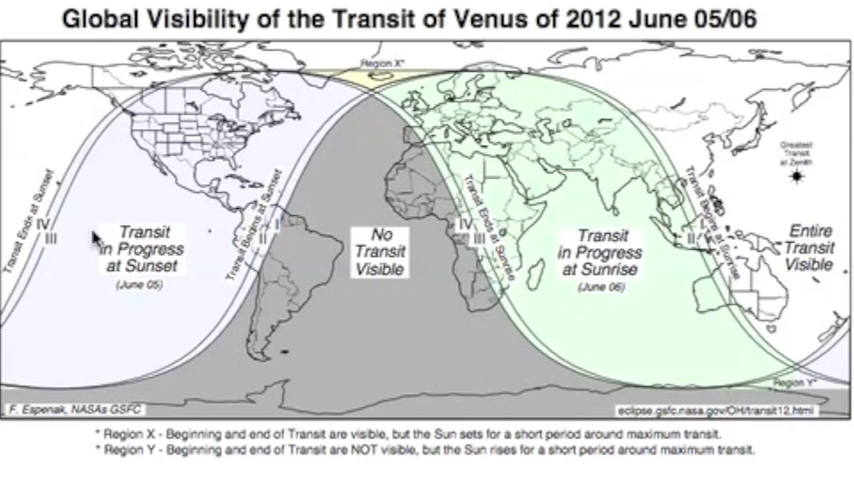 Global Visibility of the Transit of Venus of 2012 June 05/06
Region X*
Greatest
Transit
at Zenith
Transit Ends at Sunset
IV
III
Transit
in Progress
at Sunset
(June 05)
Transit Begins at Sunset
I
II
No
Transit
Visible
IV
III
Transit Ends at Sunrise
Transit
in Progress
at Sunrise
(June 06)
Transit Begins at Sunrise
I
II
Entire
Transit
Visible
Region Y*
F. Espenak, NASAs GSFC
eclipse.gsfc.nasa.gov/OH/transit12.html
* Region X - Beginning and end of Transit are visible, but the Sun sets for a short period around maximum transit.
* Region Y - Beginning and end of Transit are NOT visible, but the Sun rises for a short period around maximum transit.